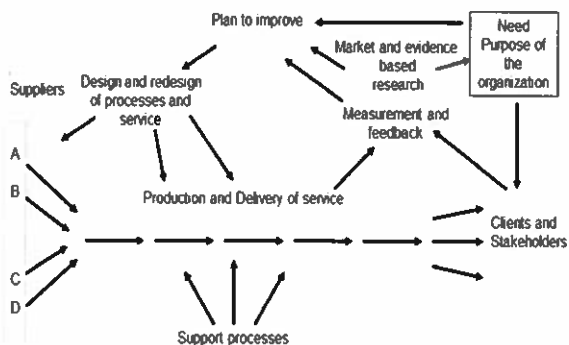 Plan to improve
Need
Purpose of
the
organization
Market and evidence
based
research
Suppliers
Design and redesign
of processes and
service
Measurement and
feedback
A
B
Production and Delivery of service
Clients and
Stakeholders
C
D
Support processes